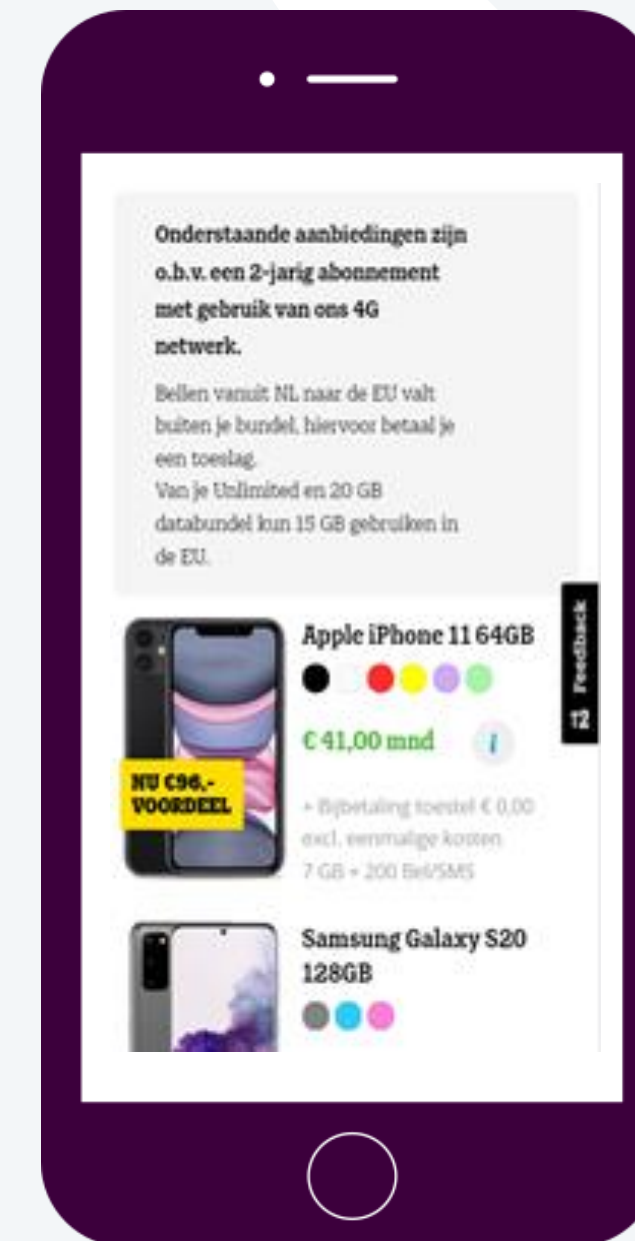 Onderstaande aanbiedingen zijn
o.b.v. een 2-jarig abonnement
met gebruik van ons 4G
netwerk.
Bellen vanuit NL naar de EU valt
buiten je bundel, hiervoor betaal je
een toeslag.
Van je Unlimited en 20 GB
databundel kun 15 GB gebruiken in
de EU.
Feedback
Apple iPhone 11 64GB
€ 41,00 mnd
i
NU €96,-
VOORDEEL
+ Bijbetaling toestel € 0,00
excl. eenmalige kosten
7 GB + 200 Bel/SMS
Samsung Galaxy S20
128GB